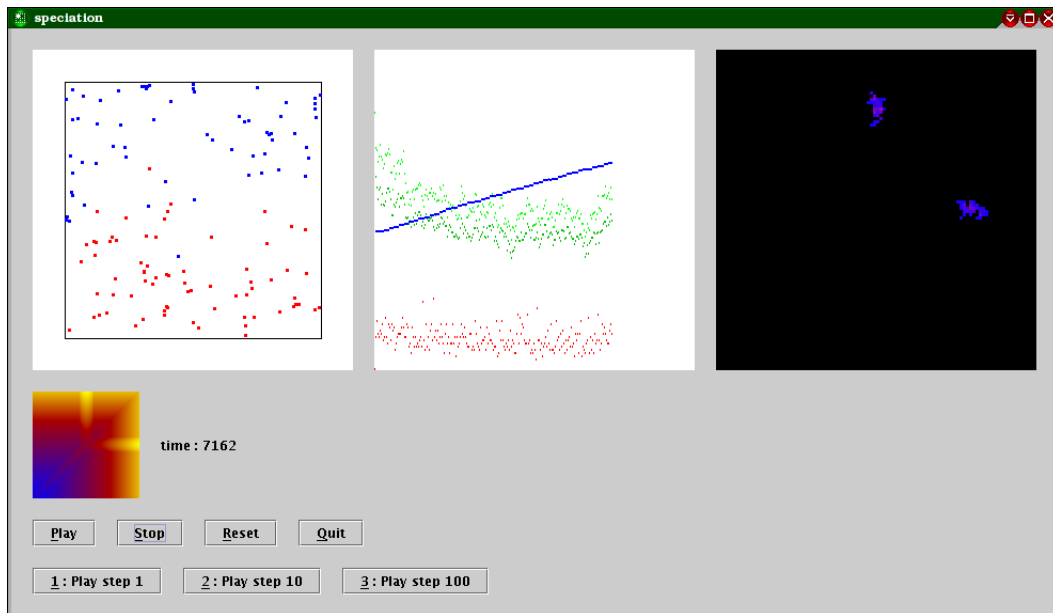 speciation
time : 7162
Play Stop Reset Quit
1 : Play step 1 2 : Play step 10 3 : Play step 100